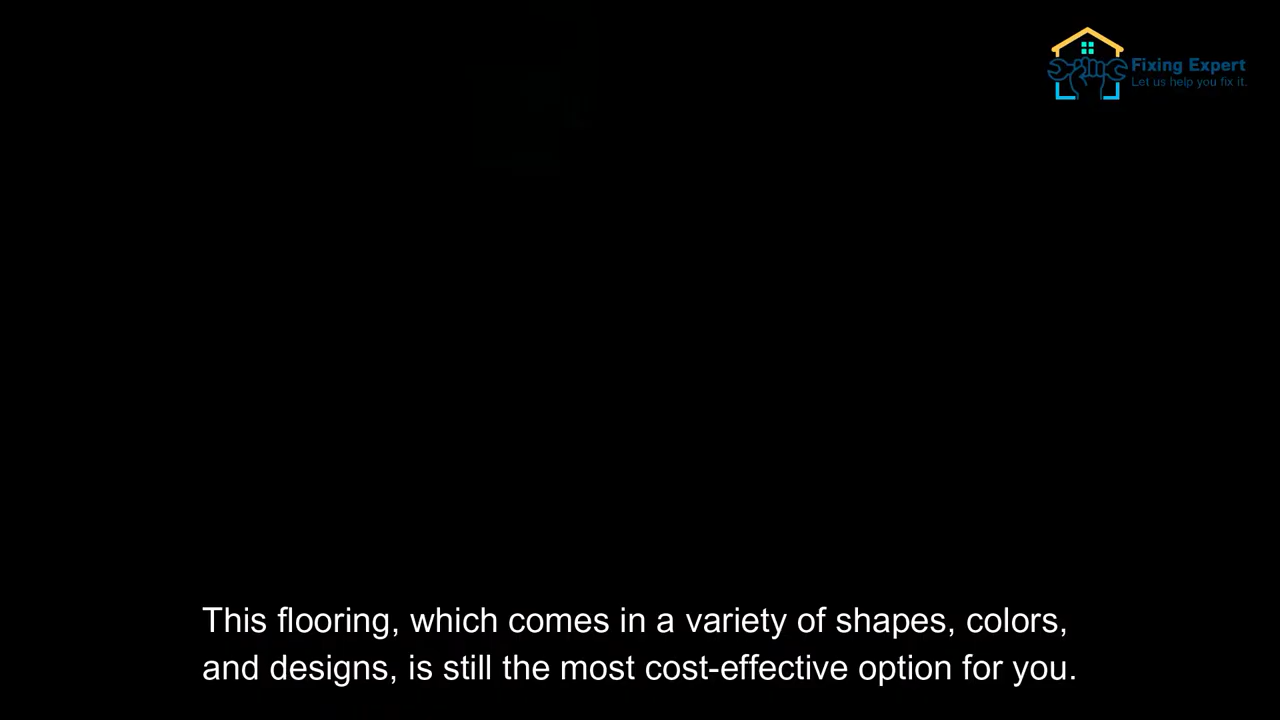 Fixing Expert
Let us help you fix it.
This flooring, which comes in a variety of shapes, colors,
and designs, is still the most cost-effective option for you.